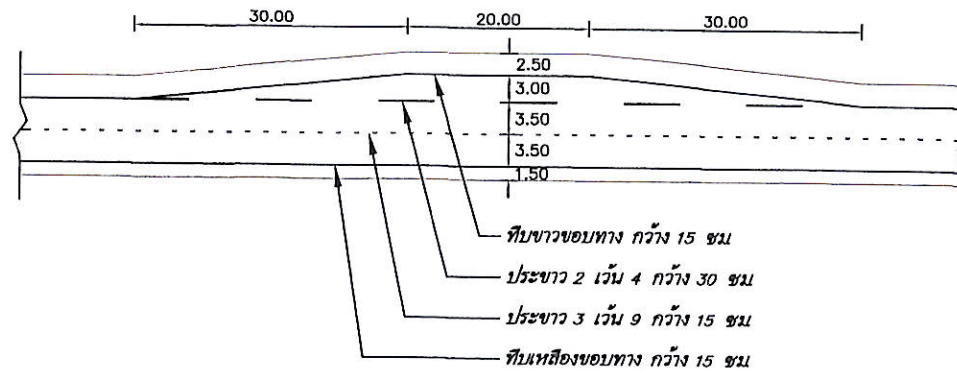 30.00 20.00 30.00
2.50
3.00
3.50
3.50
1.50
ทึบขาวขอบทาง กว้าง 15 ซม
ประขาว 2 เว้น 4 กว้าง 30 ซม
ประขาว 3 เว้น 9 กว้าง 15 ซม
ทึบเหลืองขอบทาง กว้าง 15 ซม